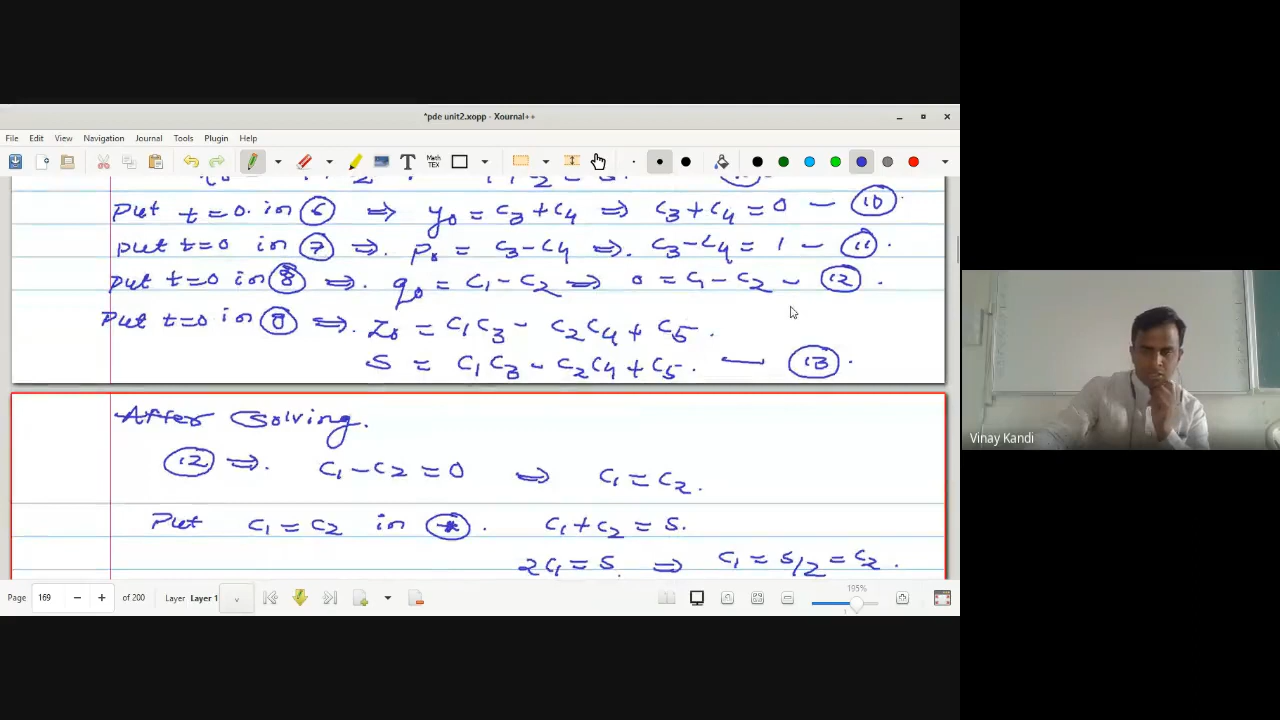 *pde unit2.xopp - Xournal++
File Edit View Navigation Journal Tools Plugin Help
Put t=0. in ⑥ ⟹ y₀ = c₃+c₄ ⟹ c₃+c₄ = 0 — ⑩
put t=0 in ⑦ ⟹. p₀ = c₃-c₄ ⟹. c₃-c₄ = 1 — ⑪.
put t=0 in ⑧ ⟹. q₀ = c₁-c₂ ⟹ 0 = c₁-c₂ — ⑫.
Put t=0 in ⑧ ⟹. z₀ = c₁c₃ - c₂c₄ + c₅.
s = c₁c₃ - c₂c₄ + c₅. — ⑬.
After Solving.
⑫ ⟹. c₁-c₂ = 0 ⟹ c₁ = c₂.
Put c₁ = c₂ in (*). c₁+c₂ = s.
2c₁ = s. ⟹ c₁ = s/2 = c₂.
Vinay Kandi
Page 169 of 200 Layer Layer 1 195%